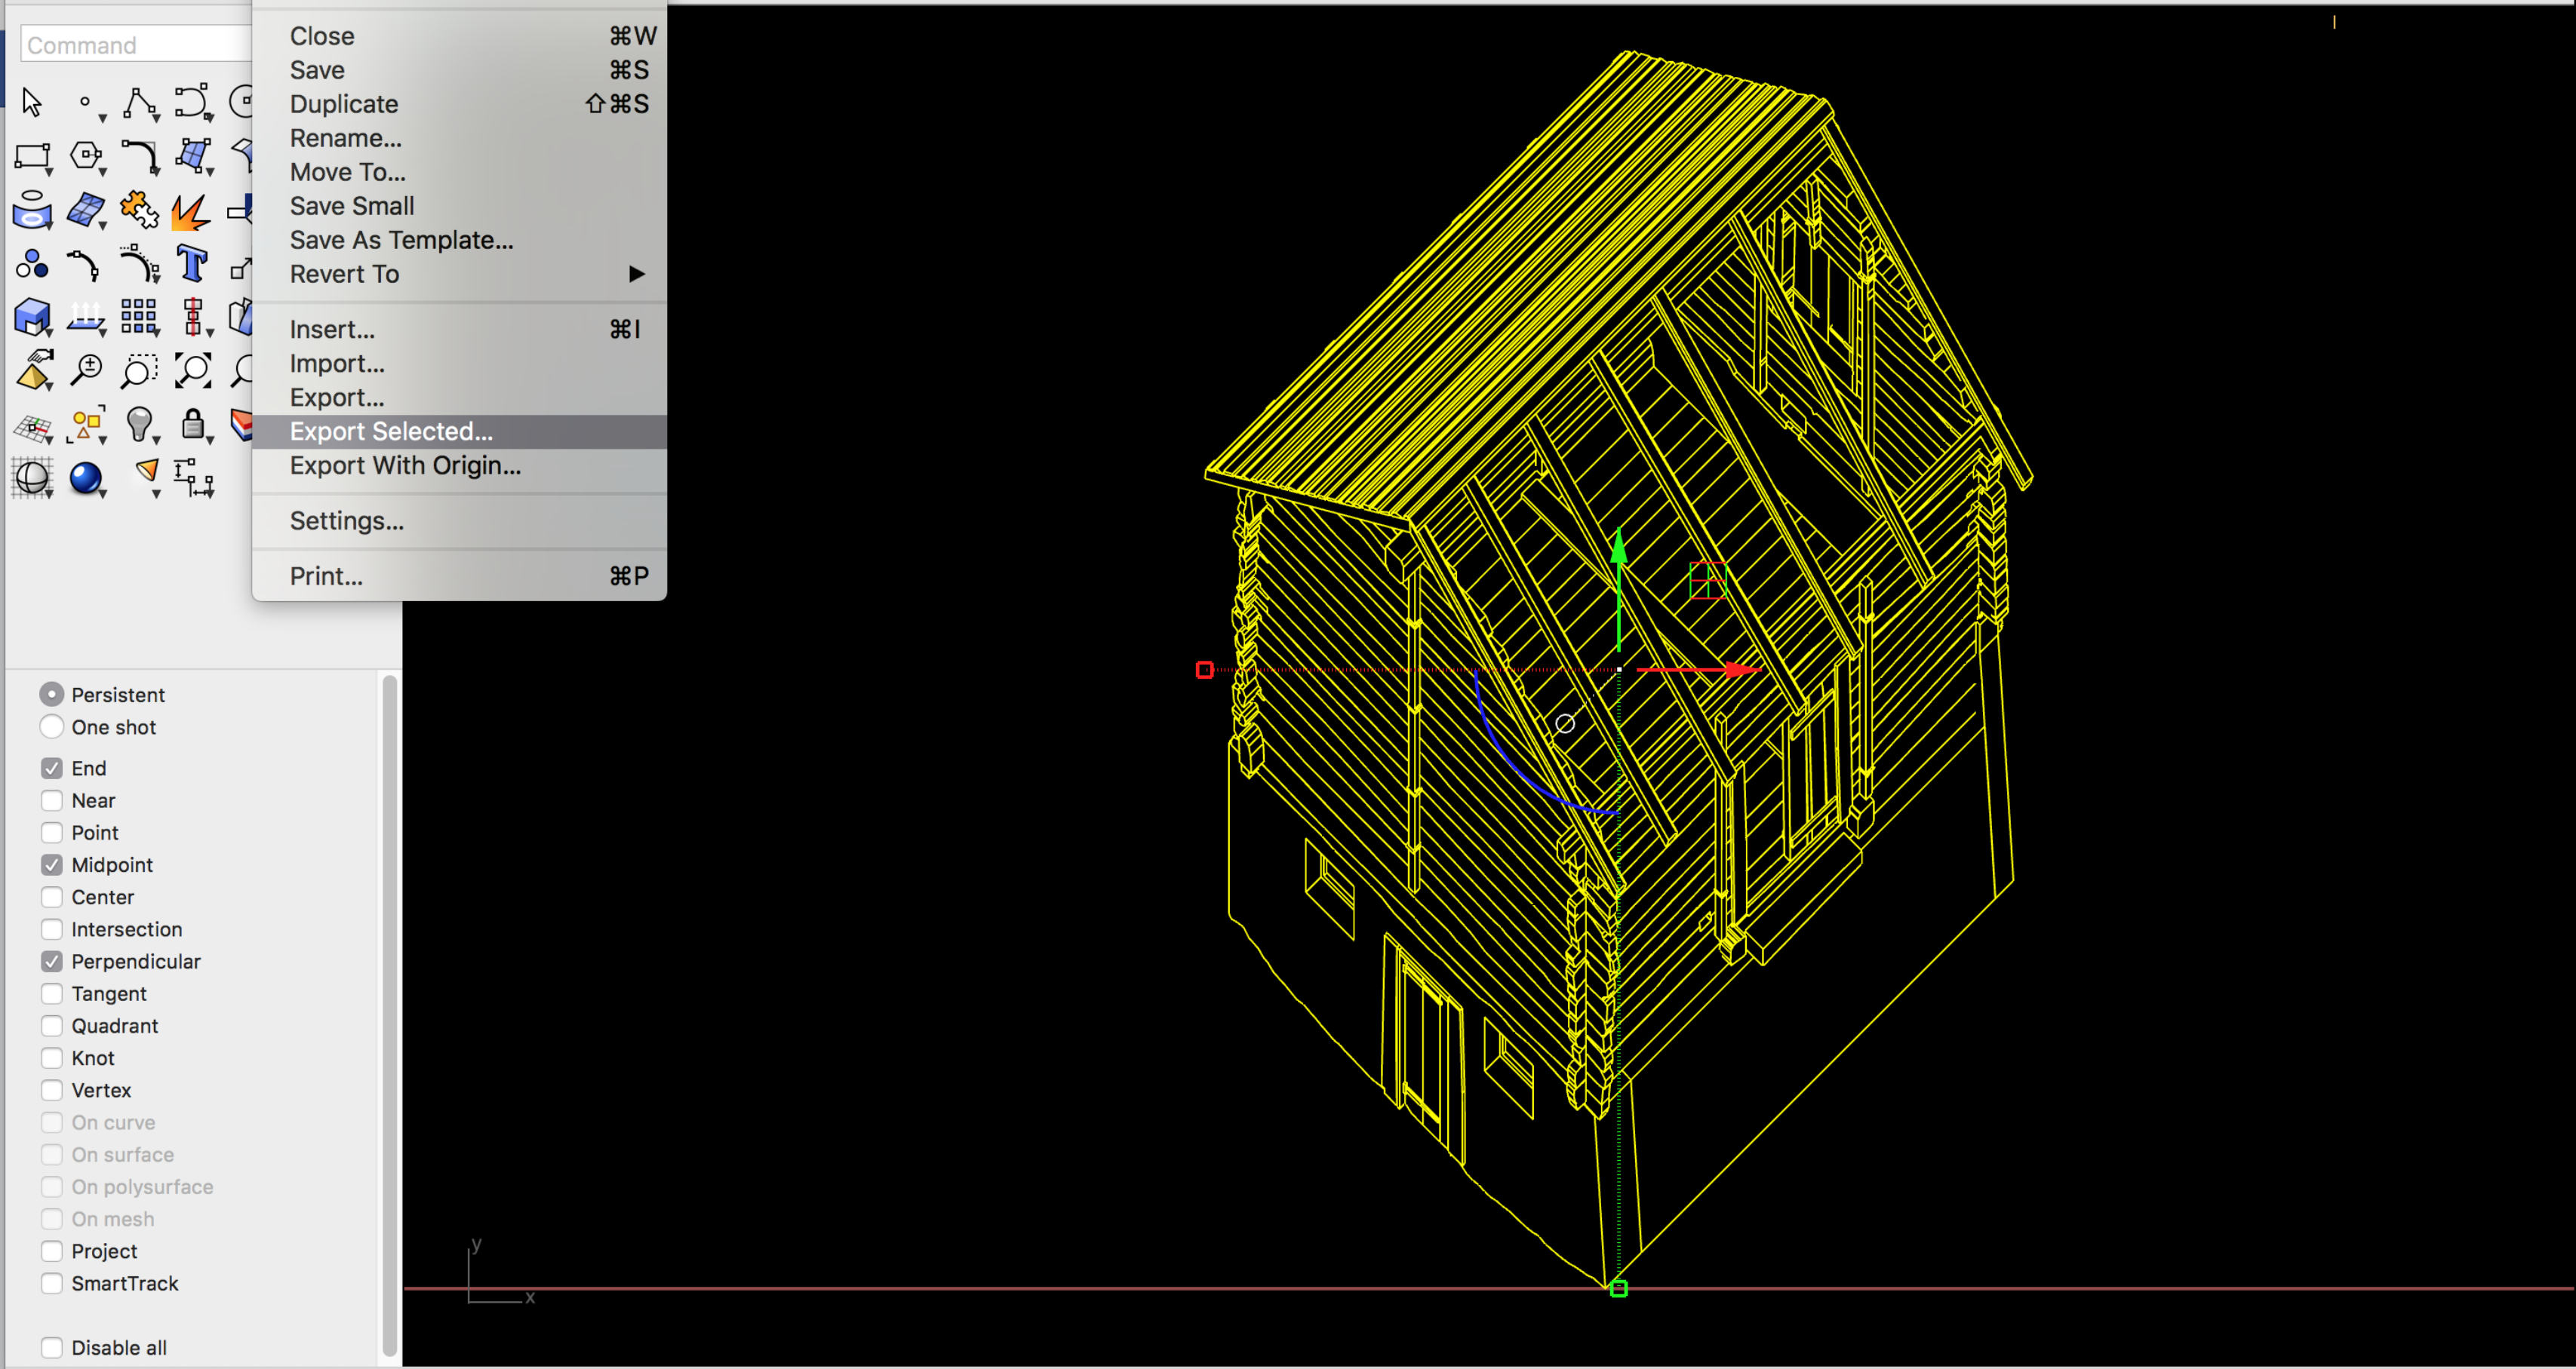 Command
Close ⌘W
Save ⌘S
Duplicate ⇧⌘S
Rename...
Move To...
Save Small
Save As Template...
Revert To ▶
Insert... ⌘I
Import...
Export...
Export Selected...
Export With Origin...
Settings...
Print... ⌘P
Persistent
One shot
End
Near
Point
Midpoint
Center
Intersection
Perpendicular
Tangent
Quadrant
Knot
Vertex
On curve
On surface
On polysurface
On mesh
Project
SmartTrack
Disable all
y
x